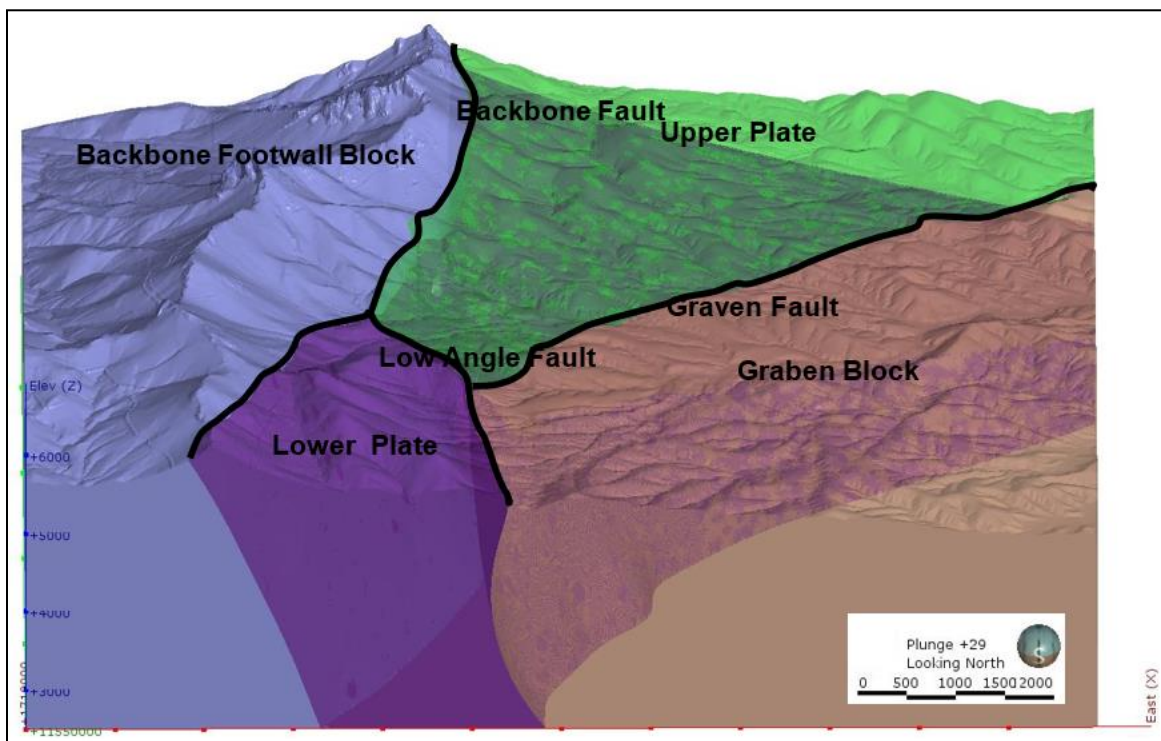 Backbone Fault
Upper Plate
Backbone Footwall Block
Graven Fault
Low Angle Fault
Graben Block
Elev (Z)
Lower Plate
+6000
+5000
+4000
+3000
+11550000
Plunge +29
Looking North
S
0 500 1000 1500 2000
East (X)